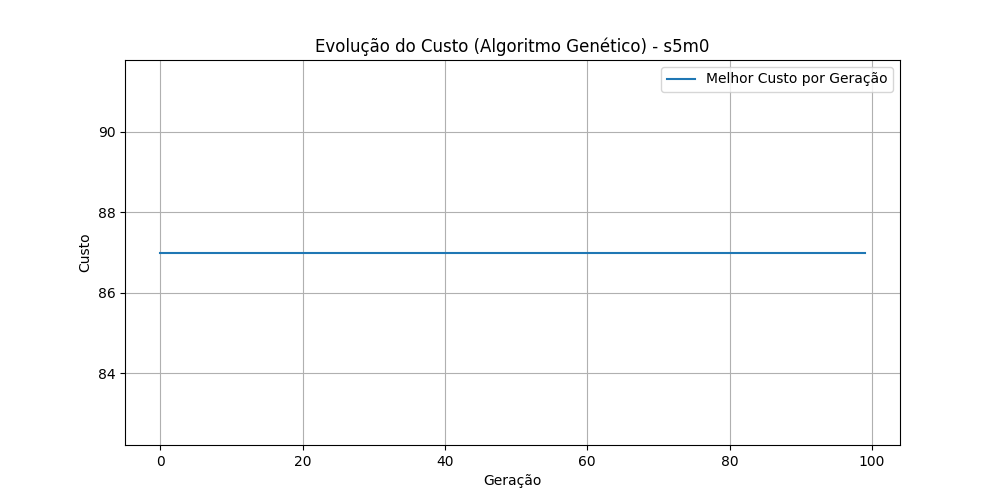 Evolução do Custo (Algoritmo Genético) - s5m0
Melhor Custo por Geração
90
88
86
84
Custo
0 20 40 60 80 100
Geração